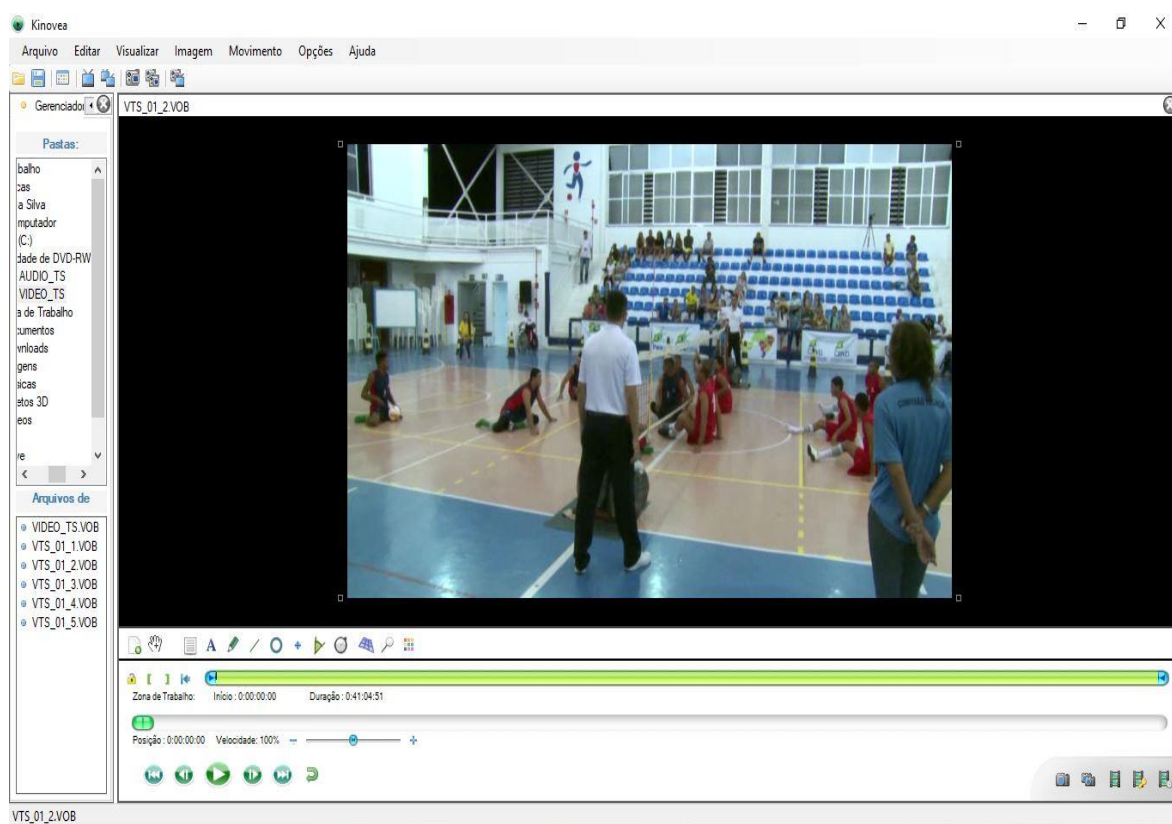 Kinovea
Arquivo Editar Visualizar Imagem Movimento Opções Ajuda
Gerenciador
VTS_01_2.VOB
Pastas:
balho
cas
a Silva
mputador
(C:)
dade de DVD-RW
AUDIO_TS
VIDEO_TS
a de Trabalho
cumentos
wnloads
gens
sicas
etos 3D
eos
ve
Arquivos de
VIDEO_TS.VOB
VTS_01_1.VOB
VTS_01_2.VOB
VTS_01_3.VOB
VTS_01_4.VOB
VTS_01_5.VOB
A
Zona de Trabalho: Início : 0:00:00:00 Duração : 0:41:04:51
Posição : 0:00:00:00 Velocidade: 100%
VTS_01_2.VOB